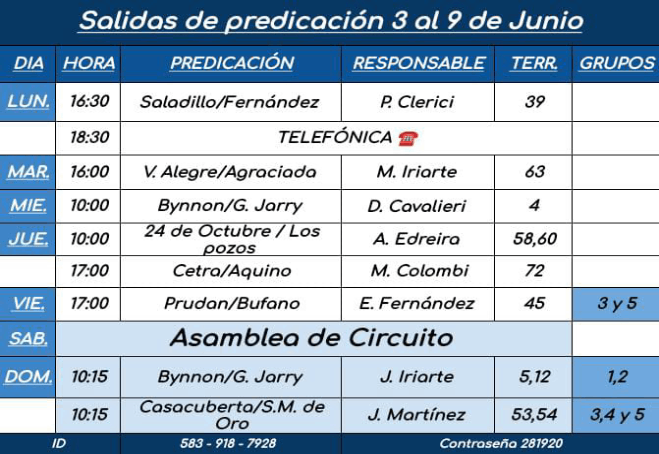 Salidas de predicación 3 al 9 de Junio
DIA HORA PREDICACIÓN RESPONSABLE TERR. GRUPOS
LUN. 16:30 Saladillo/Fernández P. Clerici 39
18:30 TELEFÓNICA ☎️
MAR. 16:00 V. Alegre/Agraciada M. Iriarte 63
MIE. 10:00 Bynnon/G. Jarry D. Cavalieri 4
JUE. 10:00 24 de Octubre / Los
pozos A. Edreira 58,60
17:00 Cetra/Aquino M. Colombi 72
VIE. 17:00 Prudan/Bufano E. Fernández 45 3 y 5
SAB. Asamblea de Circuito
DOM. 10:15 Bynnon/G. Jarry J. Iriarte 5,12 1,2
10:15 Casacuberta/S.M. de
Oro J. Martínez 53,54 3,4 y 5
ID 583 - 918 - 7928 Contraseña 281920